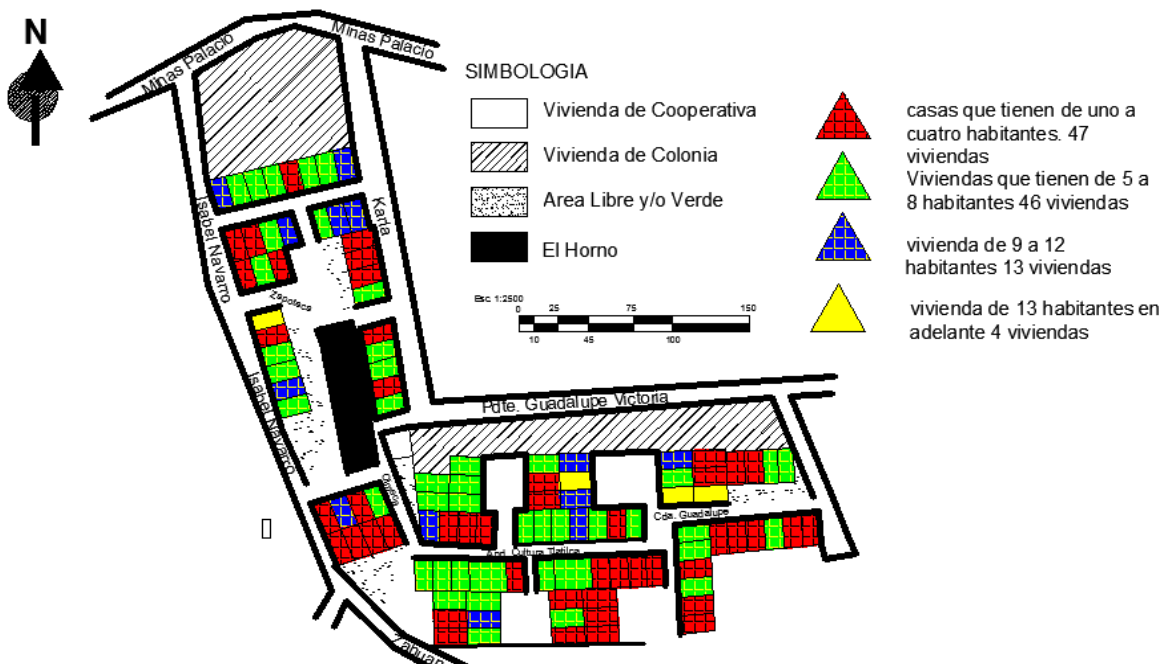 N
Minas Palacio
Minas Palacio
SIMBOLOGIA
Vivienda de Cooperativa
Vivienda de Colonia
Area Libre y/o Verde
El Horno
Esc. 1:2500
0 25 75 150
10 45 100
casas que tienen de uno a
cuatro habitantes. 47
viviendas
Viviendas que tienen de 5 a
8 habitantes 46 viviendas
vivienda de 9 a 12
habitantes 13 viviendas
vivienda de 13 habitantes en
adelante 4 viviendas
Isabel Navarro
Karla
Zapoteca
Isabel Navarro
Pdte. Guadalupe Victoria
Olmeca
Cda. Guadalupe
And. Cultura Tlatilca